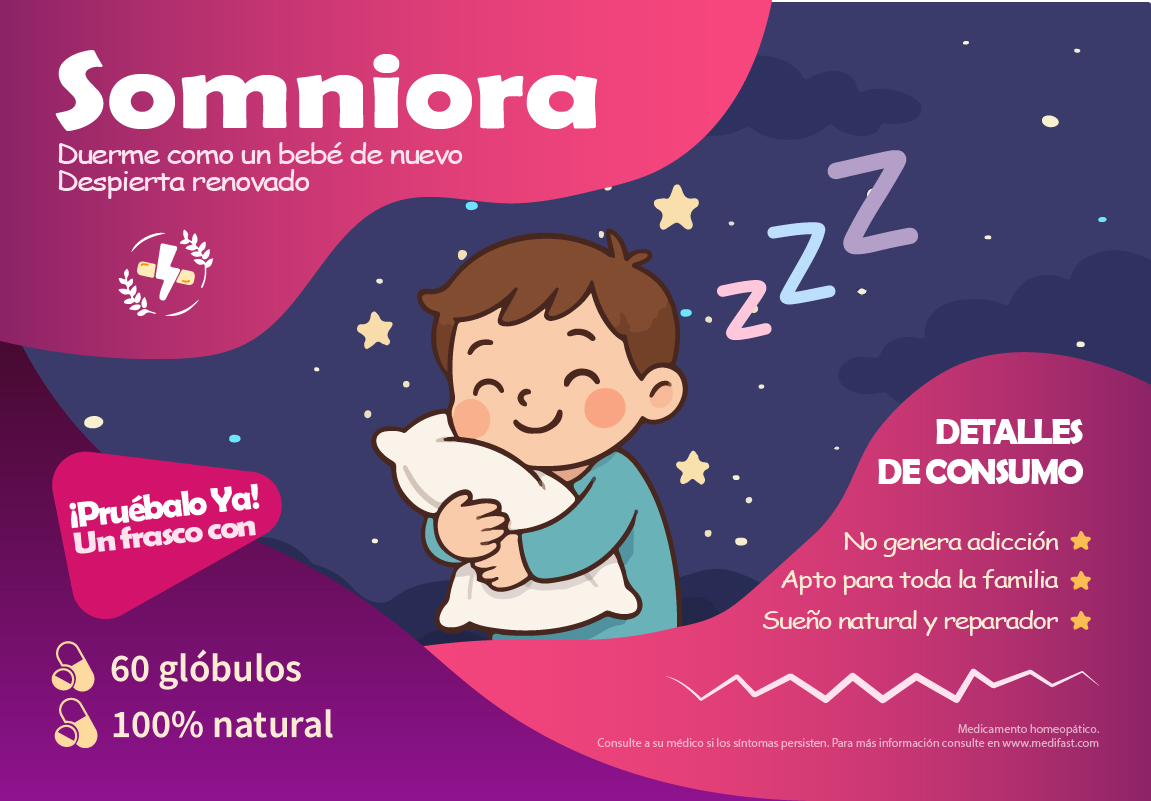 Somniora
Duerme como un bebé de nuevo
Despierta renovado
Z
Z
Z
DETALLES
DE CONSUMO
No genera adicción
Apto para toda la familia
Sueño natural y reparador
¡Pruébalo Ya!
Un frasco con
60 glóbulos
100% natural
Medicamento homeopático.
Consulte a su médico si los síntomas persisten. Para más información consulte en www.medifast.com